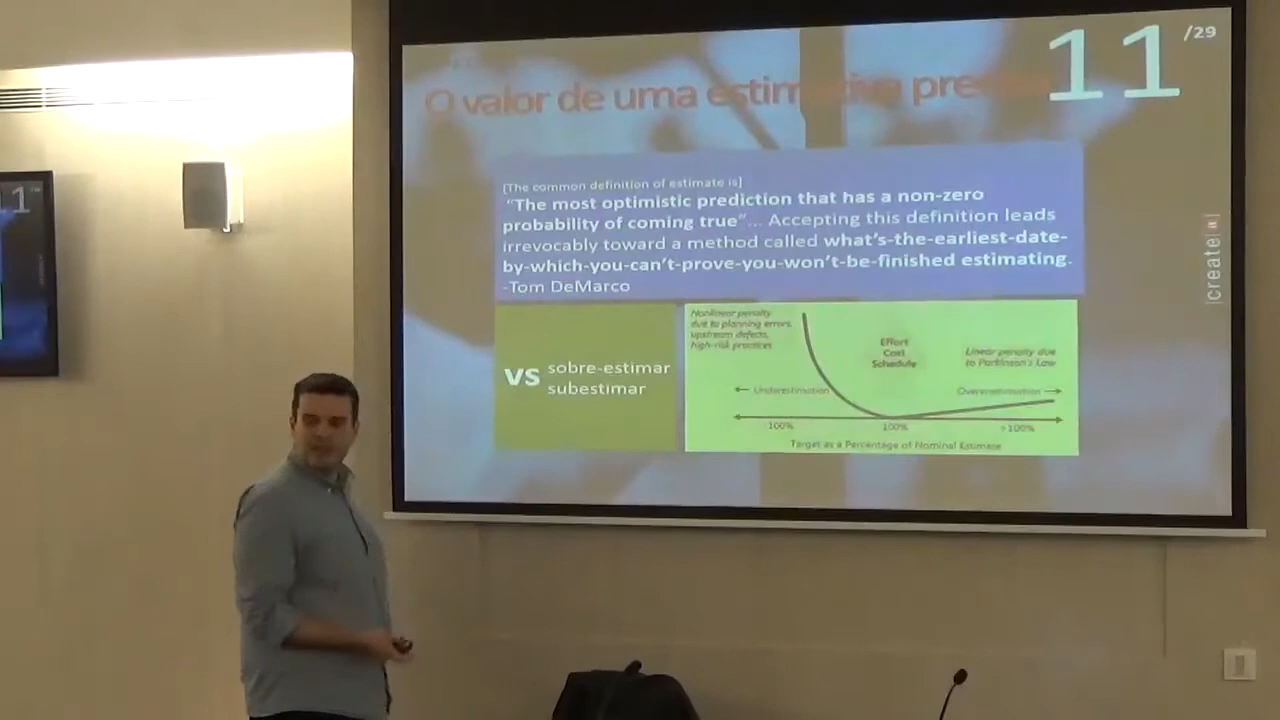 11
/29
O valor de uma
[The common definition of estimate is]
"The most optimistic prediction that has a non-zero
probability of coming true"... Accepting this definition leads
irrevocably toward a method called what's-the-earliest-date-
by-which-you-can't-prove-you-won't-be-finished estimating.
-Tom DeMarco
vs sobre-estimar
subestimar
Nonlinear penalty
due to planning errors,
upstream defects,
high-risk practices
Effort
Cost
Schedule
Linear penalty due
to Parkinson's Law
Underestimation
Overestimation
100%
100%
>100%
Target as a Percentage of Nominal Estimate
create
1